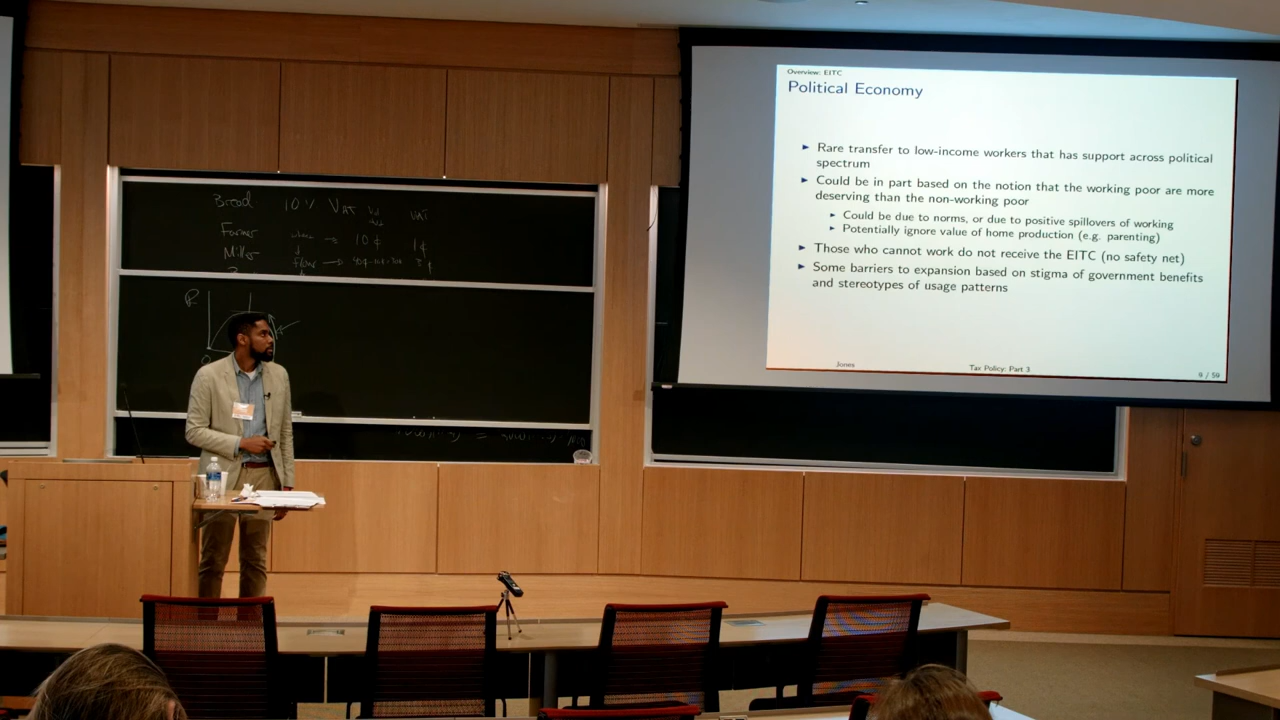 Bread 10% VAT VAT
Farmer 10¢ 1¢
Miller flour 3¢
R
Overview: EITC
Political Economy
► Rare transfer to low-income workers that has support across political
spectrum
► Could be in part based on the notion that the working poor are more
deserving than the non-working poor
► Could be due to norms, or due to positive spillovers of working
► Potentially ignore value of home production (e.g. parenting)
► Those who cannot work do not receive the EITC (no safety net)
► Some barriers to expansion based on stigma of government benefits
and stereotypes of usage patterns
Jones Tax Policy: Part 3 9 / 59